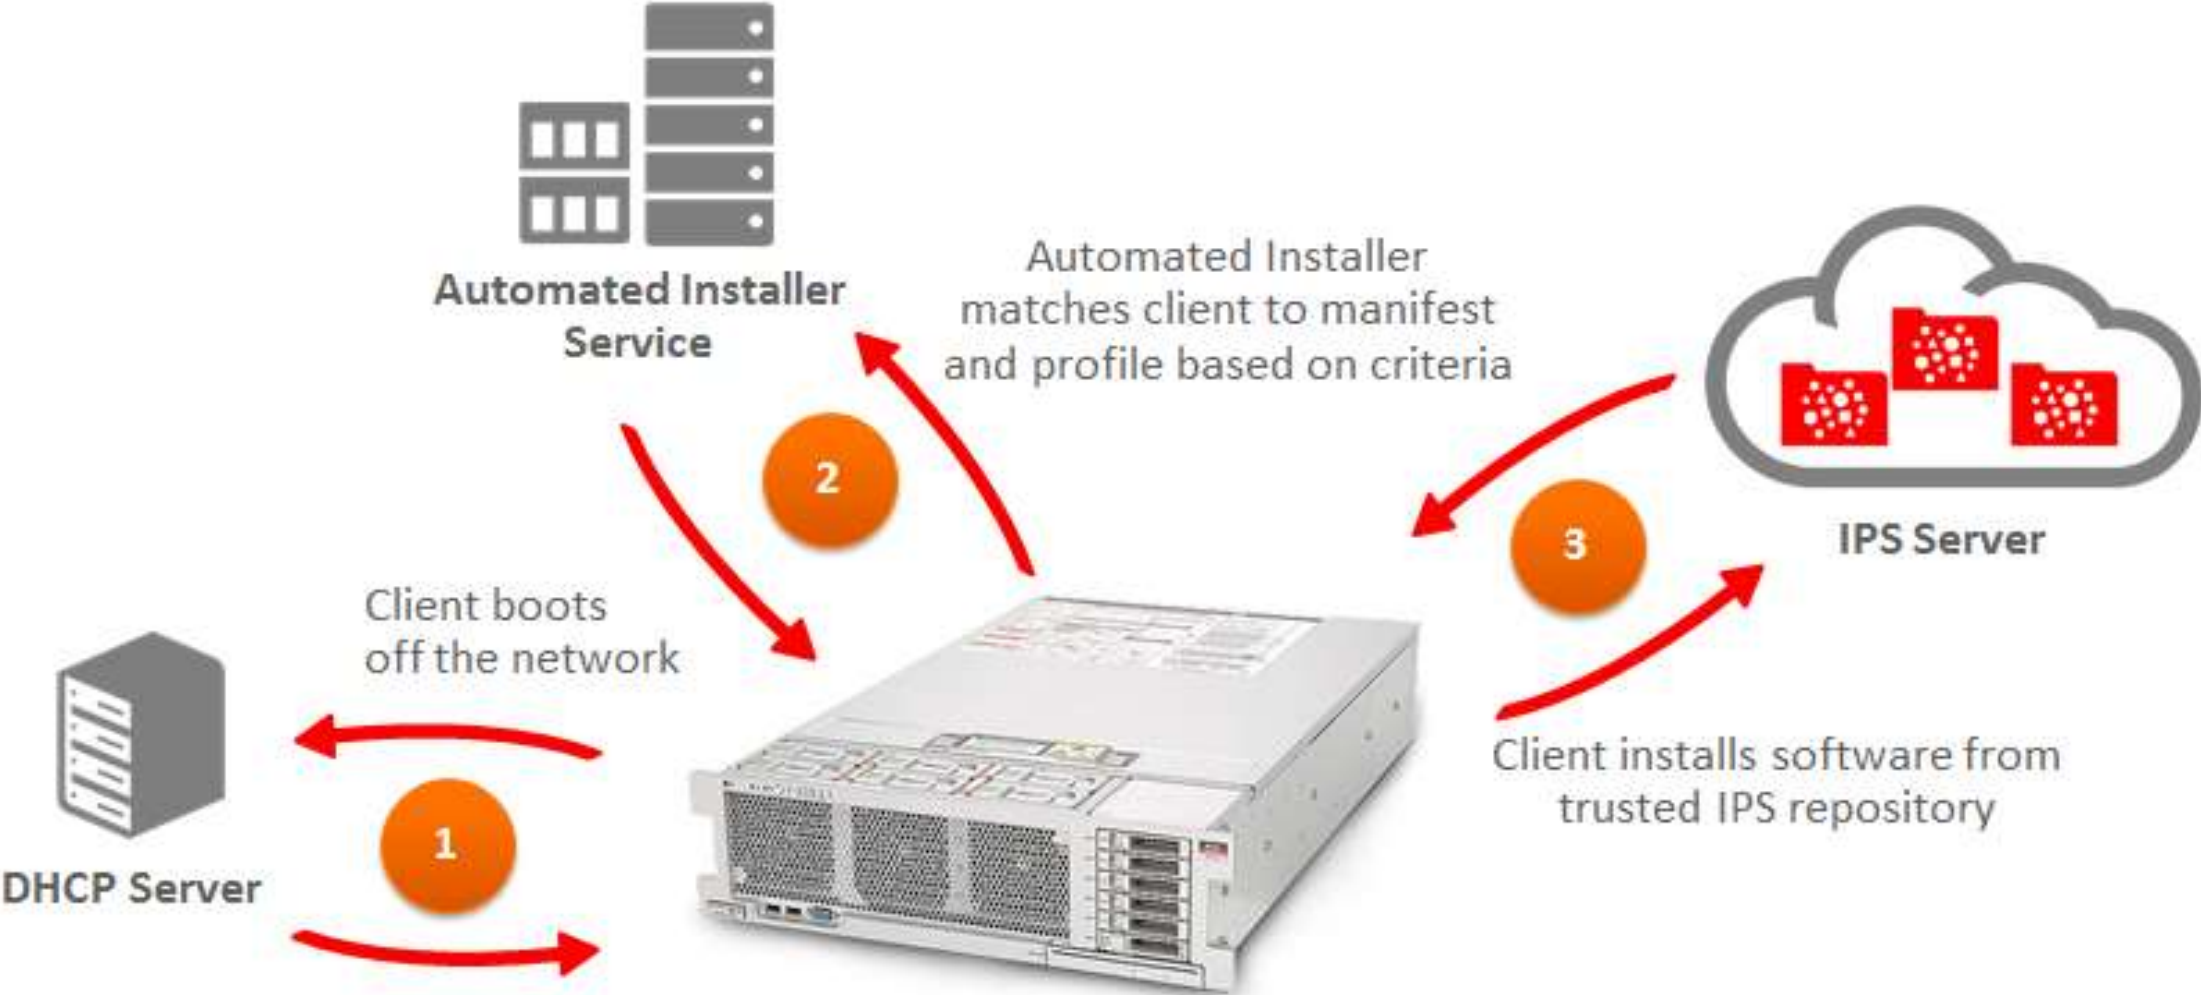 Automated Installer
Service
Automated Installer
matches client to manifest
and profile based on criteria
2
3
IPS Server
Client boots
off the network
Client installs software from
trusted IPS repository
1
DHCP Server